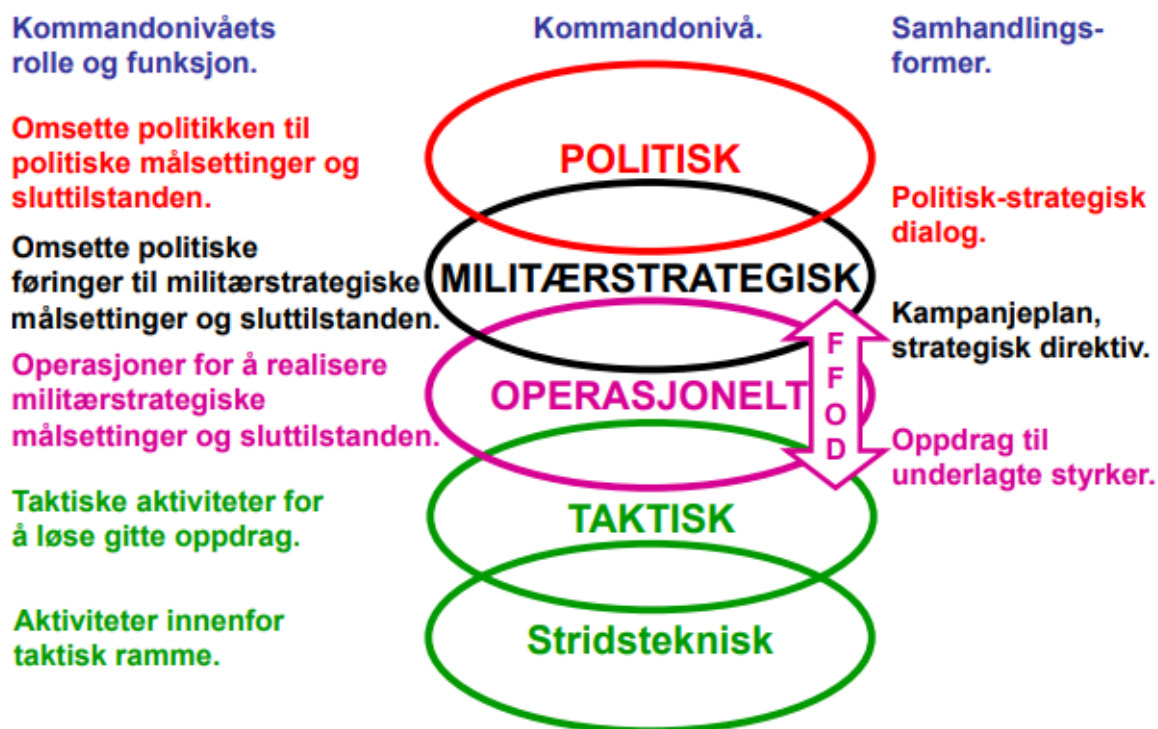 Kommandonivåets
rolle og funksjon.
Kommandonivå.
Samhandlings-
former.
Omsette politikken til
politiske målsettinger og
sluttilstanden.
POLITISK
Politisk-strategisk
dialog.
Omsette politiske
føringer til militærstrategiske
målsettinger og sluttilstanden.
MILITÆRSTRATEGISK
Kampanjeplan,
strategisk direktiv.
Operasjoner for å realisere
militærstrategiske
målsettinger og sluttilstanden.
OPERASJONELT
F
F
O
D
Oppdrag til
underlagte styrker.
Taktiske aktiviteter for
å løse gitte oppdrag.
TAKTISK
Aktiviteter innenfor
taktisk ramme.
Stridsteknisk